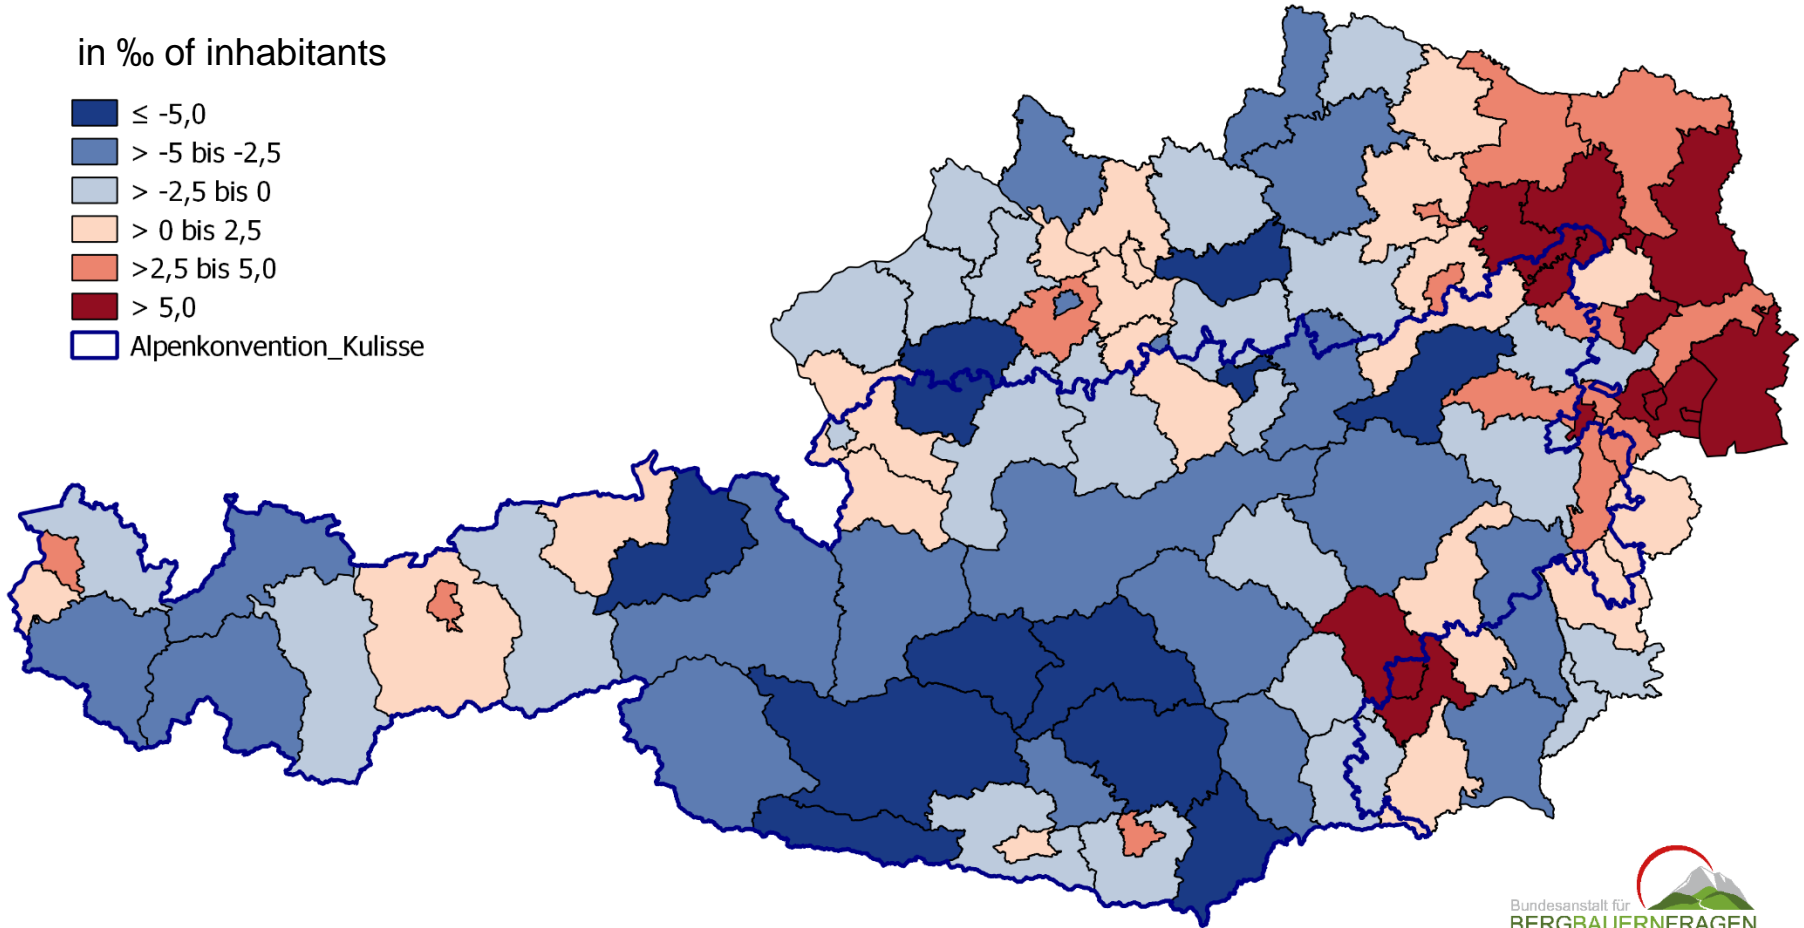 in ‰ of inhabitants
≤ -5,0
> -5 bis -2,5
> -2,5 bis 0
> 0 bis 2,5
>2,5 bis 5,0
> 5,0
Alpenkonvention_Kulisse
Bundesanstalt für
BERGBAUERNFRAGEN